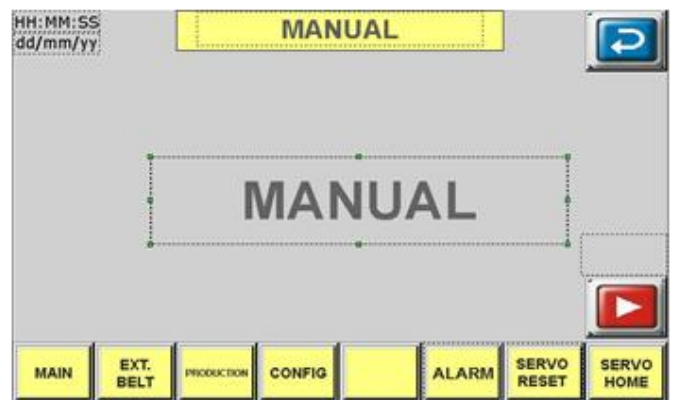 HH:MM:SS
dd/mm/yy
MANUAL
MANUAL
MAIN
EXT.
BELT
PRODUCTION
CONFIG
ALARM
SERVO
RESET
SERVO
HOME